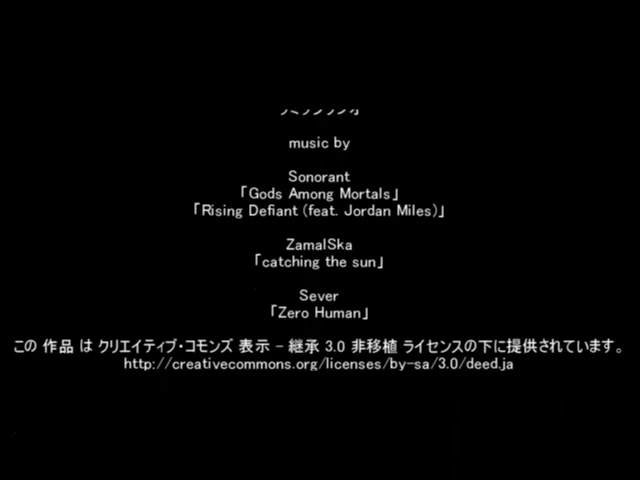 music by
Sonorant
「Gods Among Mortals」
「Rising Defiant (feat. Jordan Miles)」
ZamalSka
「catching the sun」
Sever
「Zero Human」
この 作品 は クリエイティブ・コモンズ 表示 - 継承 3.0 非移植 ライセンスの下に提供されています。
http://creativecommons.org/licenses/by-sa/3.0/deed.ja